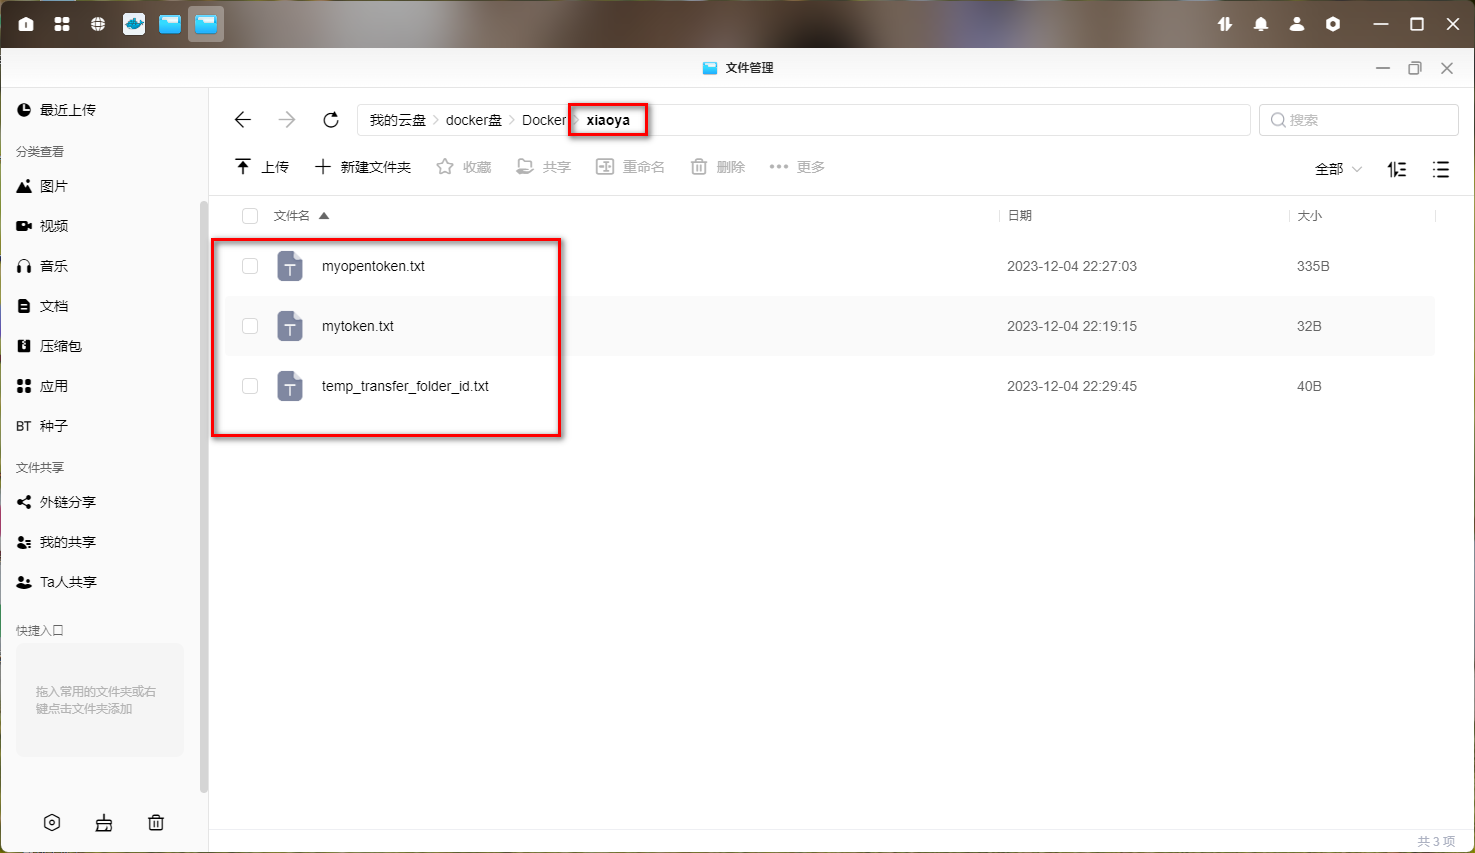 文件管理
最近上传
分类查看
图片
视频
音乐
文档
压缩包
应用
BT 种子
文件共享
外链分享
我的共享
Ta人共享
快捷入口
拖入常用的文件夹或右
键点击文件夹添加
我的云盘 docker盘 Docker xiaoya
搜索
上传 新建文件夹 收藏 共享 重命名 删除 更多
全部
文件名 日期 大小
myopentoken.txt 2023-12-04 22:27:03 335B
mytoken.txt 2023-12-04 22:19:15 32B
temp_transfer_folder_id.txt 2023-12-04 22:29:45 40B
共 3 项